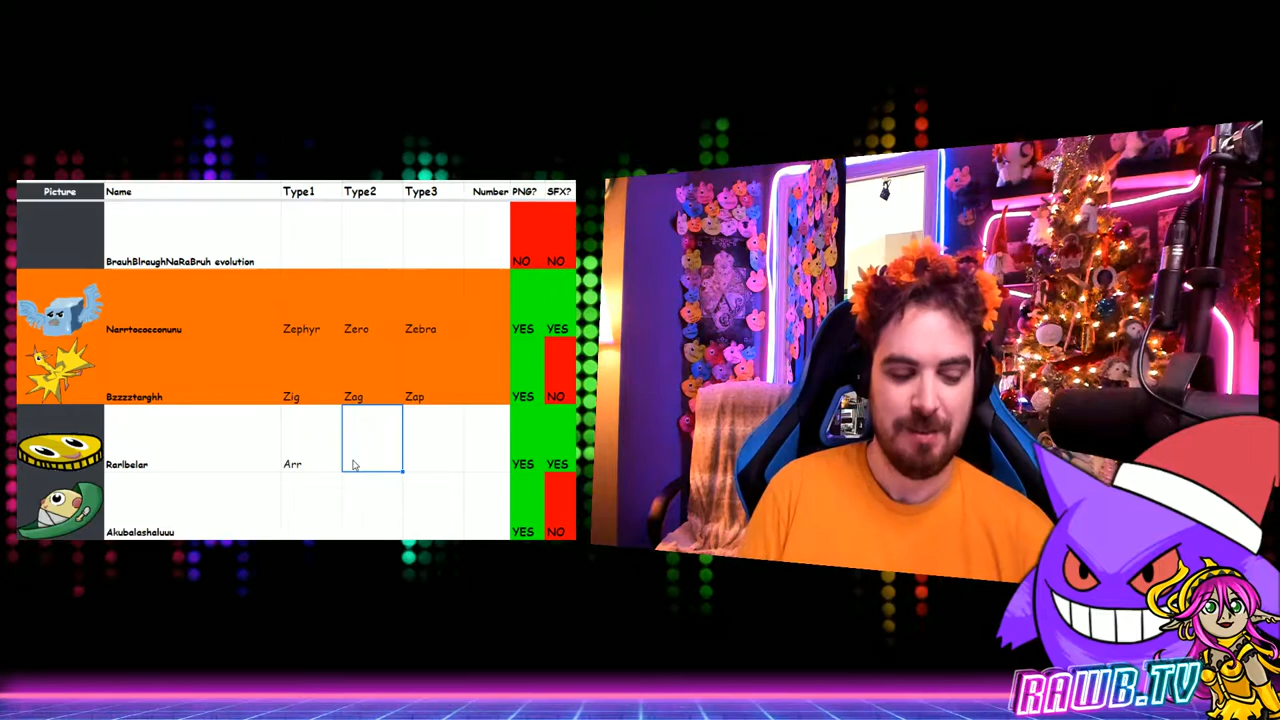 Picture Name Type1 Type2 Type3 Number PNG? SFX?
BrauhBlraughNaRaBruh evolution NO NO
Narrtococconunu Zephyr Zero Zebra YES YES
Bzzzztarghh Zig Zag Zap YES NO
Rarlbelar Arr YES YES
Akubalashaluuu YES NO
RAWB.TV